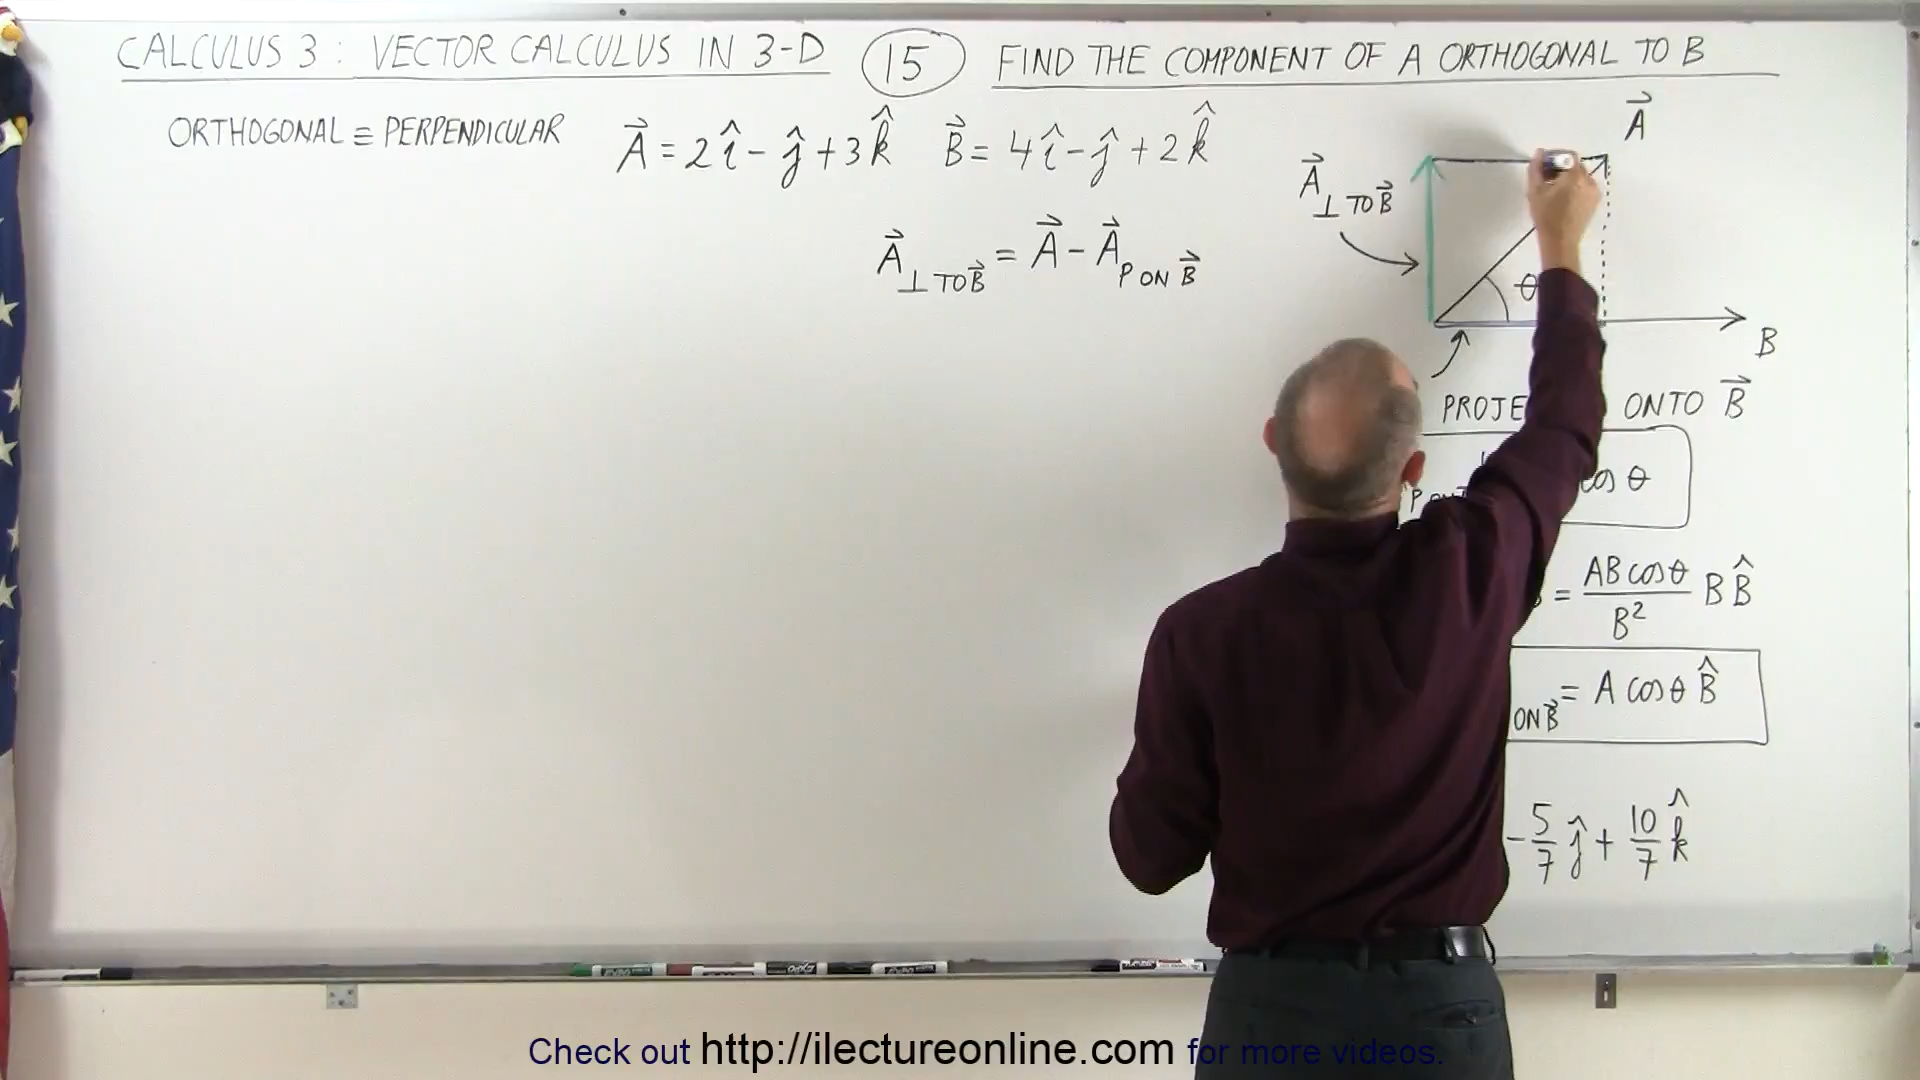 CALCULUS 3 : VECTOR CALCULUS IN 3-D 15 FIND THE COMPONENT OF A ORTHOGONAL TO B
ORTHOGONAL ≡ PERPENDICULAR
A⃗ = 2î - ĵ + 3k̂ B⃗ = 4î - ĵ + 2k̂
A⃗⊥ TO B⃗ = A⃗ - A⃗P ON B⃗
A⃗
A⃗⊥ TO B⃗
θ
B
ONTO B⃗
P
cos θ
= AB cos θ / B² B B̂
ON B⃗ = A cos θ B̂
- 5/7 ĵ + 10/7 k̂
EXPO
Check out http://ilectureonline.com for more videos.